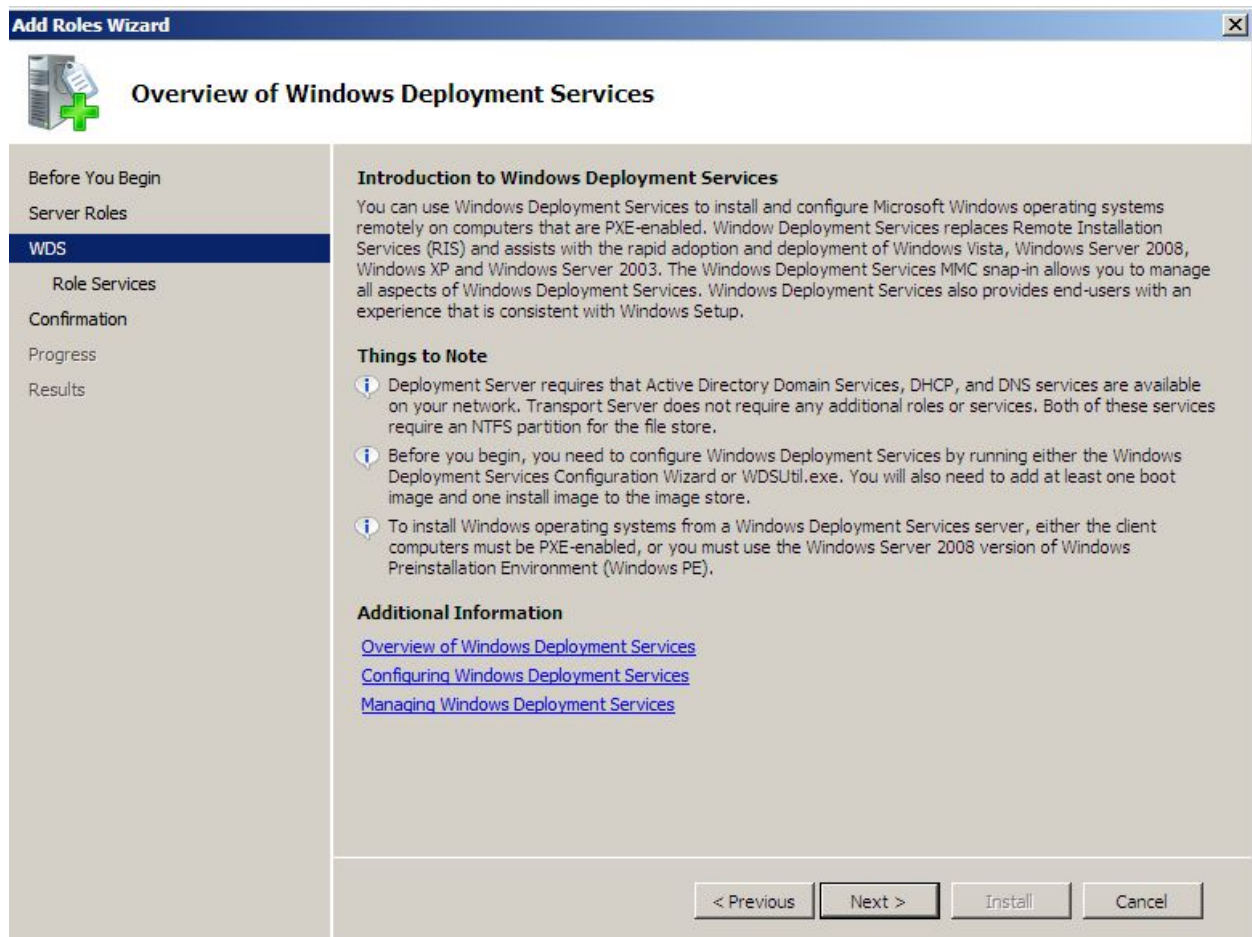 Add Roles Wizard
Overview of Windows Deployment Services
Before You Begin
Server Roles
WDS
Role Services
Confirmation
Progress
Results
Introduction to Windows Deployment Services
You can use Windows Deployment Services to install and configure Microsoft Windows operating systems
remotely on computers that are PXE-enabled. Window Deployment Services replaces Remote Installation
Services (RIS) and assists with the rapid adoption and deployment of Windows Vista, Windows Server 2008,
Windows XP and Windows Server 2003. The Windows Deployment Services MMC snap-in allows you to manage
all aspects of Windows Deployment Services. Windows Deployment Services also provides end-users with an
experience that is consistent with Windows Setup.
Things to Note
Deployment Server requires that Active Directory Domain Services, DHCP, and DNS services are available
on your network. Transport Server does not require any additional roles or services. Both of these services
require an NTFS partition for the file store.
Before you begin, you need to configure Windows Deployment Services by running either the Windows
Deployment Services Configuration Wizard or WDSUtil.exe. You will also need to add at least one boot
image and one install image to the image store.
To install Windows operating systems from a Windows Deployment Services server, either the client
computers must be PXE-enabled, or you must use the Windows Server 2008 version of Windows
Preinstallation Environment (Windows PE).
Additional Information
Overview of Windows Deployment Services
Configuring Windows Deployment Services
Managing Windows Deployment Services
< Previous
Next >
Install
Cancel